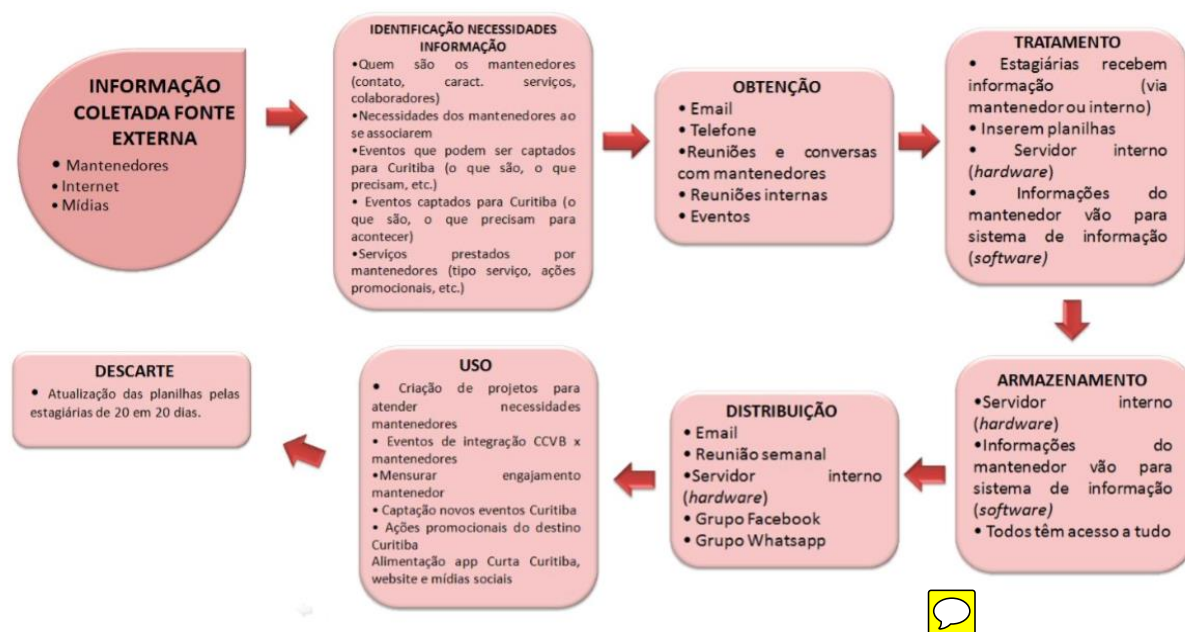 INFORMAÇÃO
COLETADA FONTE
EXTERNA
• Mantenedores
• Internet
• Mídias
IDENTIFICAÇÃO NECESSIDADES
INFORMAÇÃO
•Quem são os mantenedores
(contato, caract. serviços,
colaboradores)
•Necessidades dos mantenedores ao
se associarem
•Eventos que podem ser captados
para Curitiba (o que são, o que
precisam, etc.)
• Eventos captados para Curitiba (o
que são, o que precisam para
acontecer)
•Serviços prestados por
mantenedores (tipo serviço, ações
promocionais, etc.)
OBTENÇÃO
• Email
• Telefone
•Reuniões e conversas
com mantenedores
• Reuniões internas
• Eventos
TRATAMENTO
• Estagiárias recebem
informação (via
mantenedor ou interno)
• Inserem planilhas
• Servidor interno
(hardware)
• Informações do
mantenedor vão para
sistema de informação
(software)
ARMAZENAMENTO
•Servidor interno
(hardware)
•Informações do
mantenedor vão para
sistema de informação
(software)
• Todos têm acesso a tudo
DISTRIBUIÇÃO
• Email
• Reunião semanal
•Servidor interno
(hardware)
• Grupo Facebook
• Grupo Whatsapp
USO
• Criação de projetos para
atender necessidades
mantenedores
• Eventos de integração CCVB x
mantenedores
•Mensurar engajamento
mantenedor
• Captação novos eventos Curitiba
• Ações promocionais do destino
Curitiba
Alimentação app Curta Curitiba,
website e mídias sociais
DESCARTE
• Atualização das planilhas pelas
estagiárias de 20 em 20 dias.